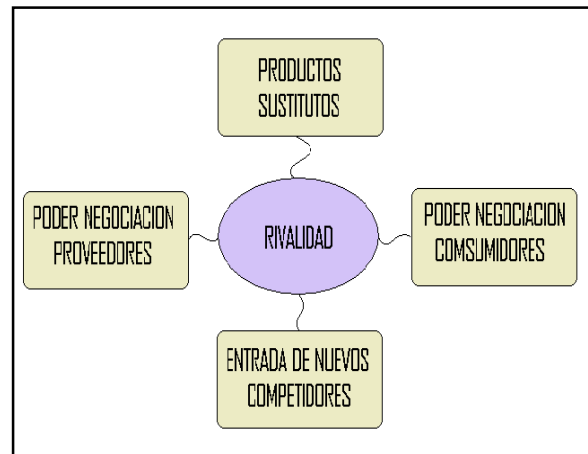 PRODUCTOS
SUSTITUTOS
PODER NEGOCIACION
PROVEEDORES
RIVALIDAD
PODER NEGOCIACION
COMSUMIDORES
ENTRADA DE NUEVOS
COMPETIDORES